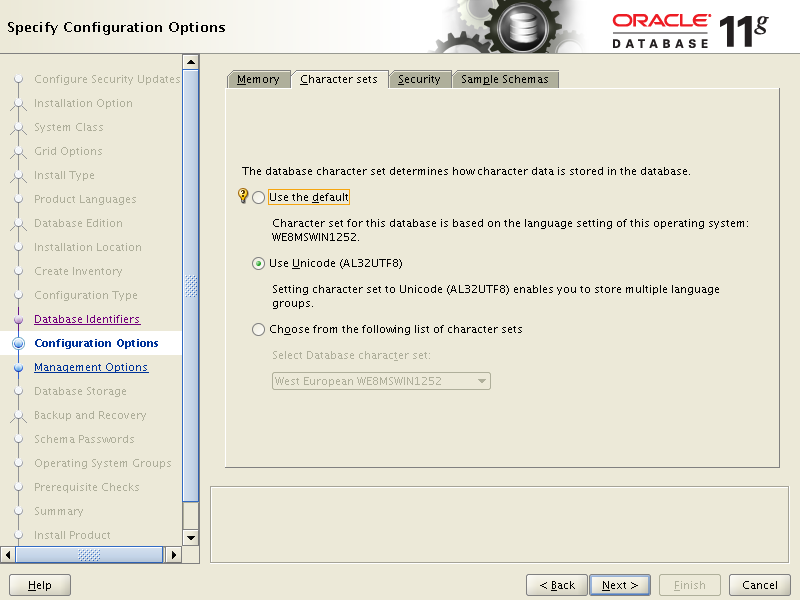 Specify Configuration Options
ORACLE
DATABASE 11g
Configure Security Updates
Installation Option
System Class
Grid Options
Install Type
Product Languages
Database Edition
Installation Location
Create Inventory
Configuration Type
Database Identifiers
Configuration Options
Management Options
Database Storage
Backup and Recovery
Schema Passwords
Operating System Groups
Prerequisite Checks
Summary
Install Product
Memory Character sets Security Sample Schemas
The database character set determines how character data is stored in the database.
Use the default
Character set for this database is based on the language setting of this operating system:
WE8MSWIN1252.
Use Unicode (AL32UTF8)
Setting character set to Unicode (AL32UTF8) enables you to store multiple language
groups.
Choose from the following list of character sets
Select Database character set:
West European WE8MSWIN1252
Help < Back Next > Finish Cancel